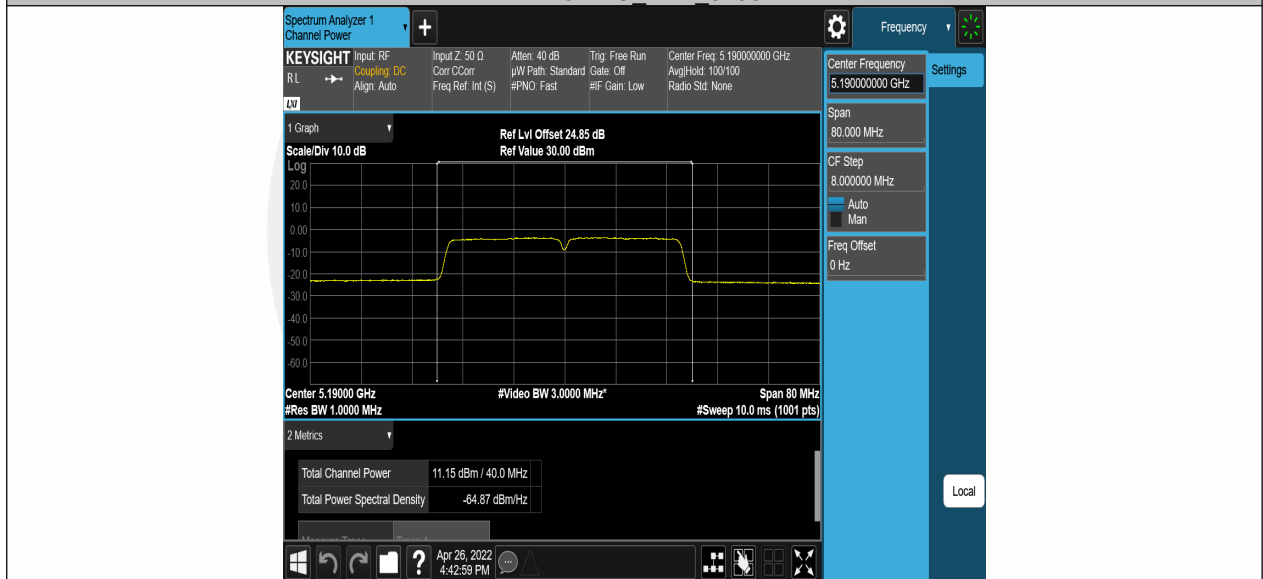 Spectrum Analyzer 1
Channel Power
+
Frequency
KEYSIGHT
RL
LXI
Input: RF
Coupling: DC
Align: Auto
Input Z: 50 Ω
Corr CCorr
Freq Ref: Int (S)
Atten: 40 dB
µW Path: Standard
#PNO: Fast
Trig: Free Run
Gate: Off
#IF Gain: Low
Center Freq: 5.190000000 GHz
Avg|Hold: 100/100
Radio Std: None
Center Frequency
5.190000000 GHz
Settings
Span
80.000 MHz
CF Step
8.000000 MHz
Auto
Man
Freq Offset
0 Hz
Local
1 Graph
Scale/Div 10.0 dB
Ref Lvl Offset 24.85 dB
Ref Value 30.00 dBm
Log
20.0
10.0
0.00
-10.0
-20.0
-30.0
-40.0
-50.0
-60.0
Center 5.19000 GHz
#Video BW 3.0000 MHz*
Span 80 MHz
#Res BW 1.0000 MHz
#Sweep 10.0 ms (1001 pts)
2 Metrics
Total Channel Power 11.15 dBm / 40.0 MHz
Total Power Spectral Density -64.87 dBm/Hz
?
Apr 26, 2022
4:42:59 PM